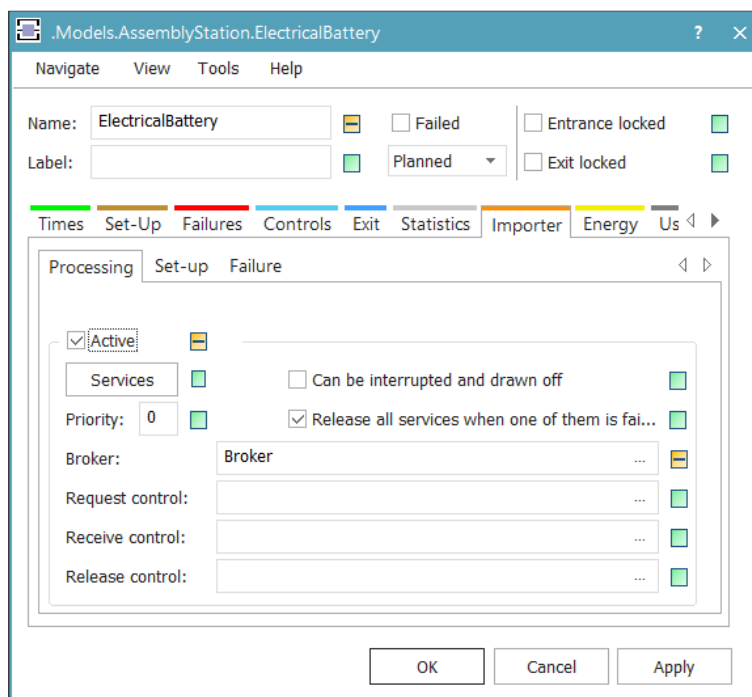 .Models.AssemblyStation.ElectricalBattery ? ×
Navigate View Tools Help
Name: ElectricalBattery Failed Entrance locked
Label: Planned Exit locked
Times Set-Up Failures Controls Exit Statistics Importer Energy Us
Processing Set-up Failure
Active
Services Can be interrupted and drawn off
Priority: 0 Release all services when one of them is fai...
Broker: Broker ...
Request control: ...
Receive control: ...
Release control: ...
OK Cancel Apply